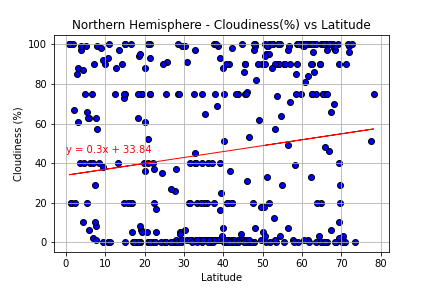 Northern Hemisphere - Cloudiness(%) vs Latitude
100
80
60
40
20
0
Cloudiness (%)
y = 0.3x + 33.84
0 10 20 30 40 50 60 70 80
Latitude